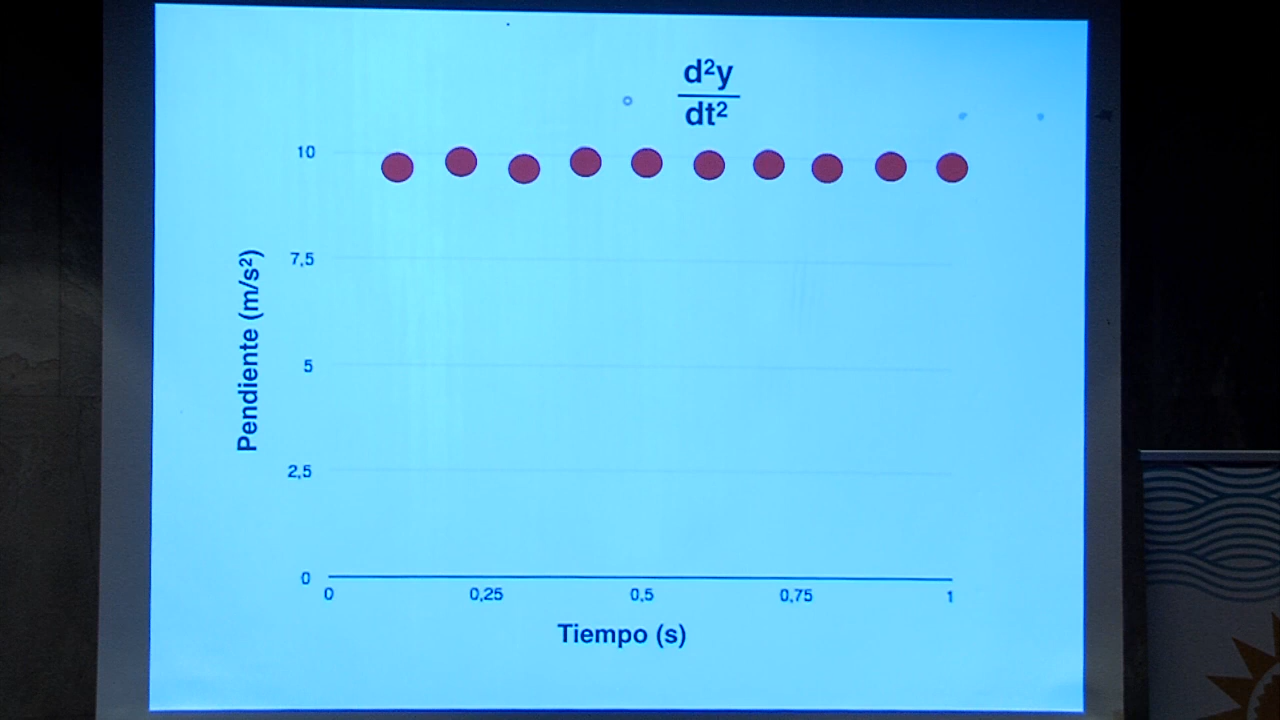 d²y
dt²
10
7,5
5
2,5
0
Pendiente (m/s²)
0 0,25 0,5 0,75 1
Tiempo (s)